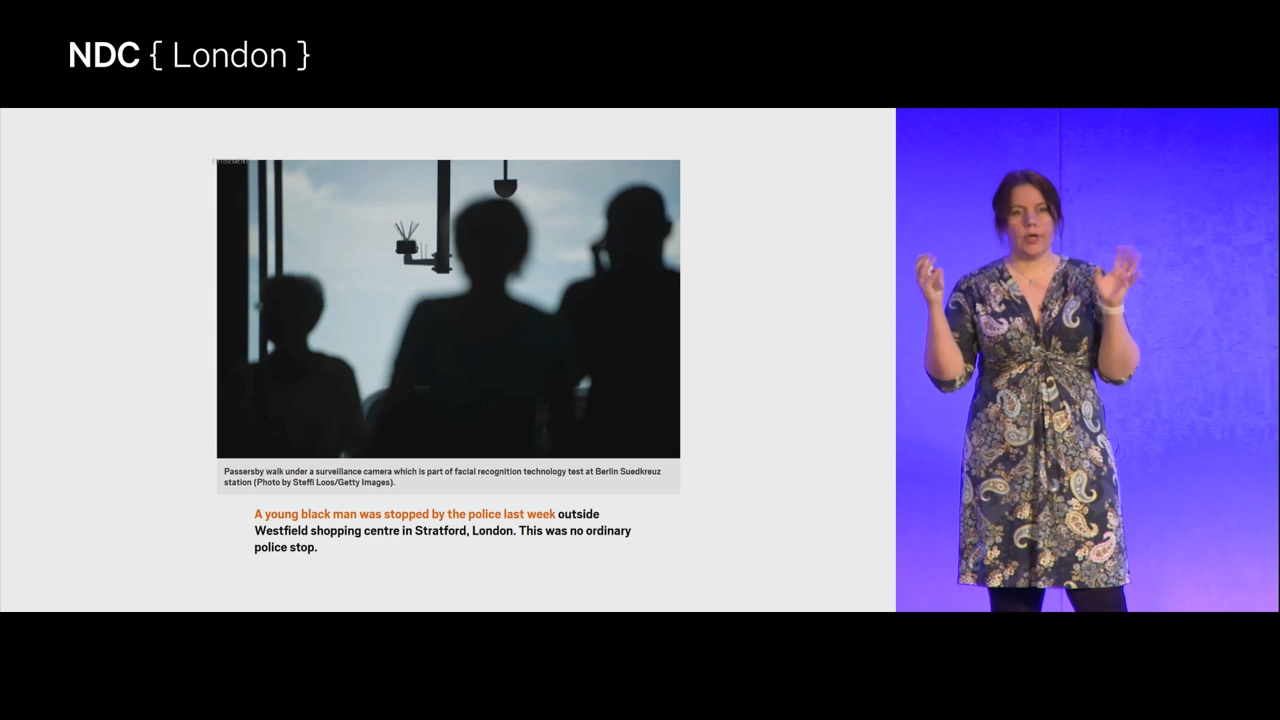 NDC { London }
Passersby walk under a surveillance camera which is part of facial recognition technology test at Berlin Suedkreuz
station (Photo by Steffi Loos/Getty Images).
A young black man was stopped by the police last week outside
Westfield shopping centre in Stratford, London. This was no ordinary
police stop.